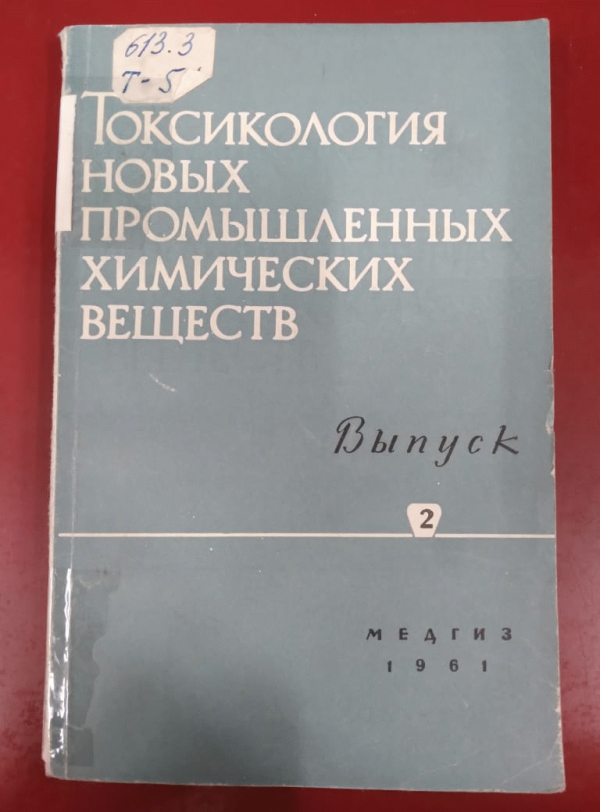 613.3
Т-5
Токсикология
новых
промышленных
химических
веществ
Выпуск
2
МЕДГИЗ
1961